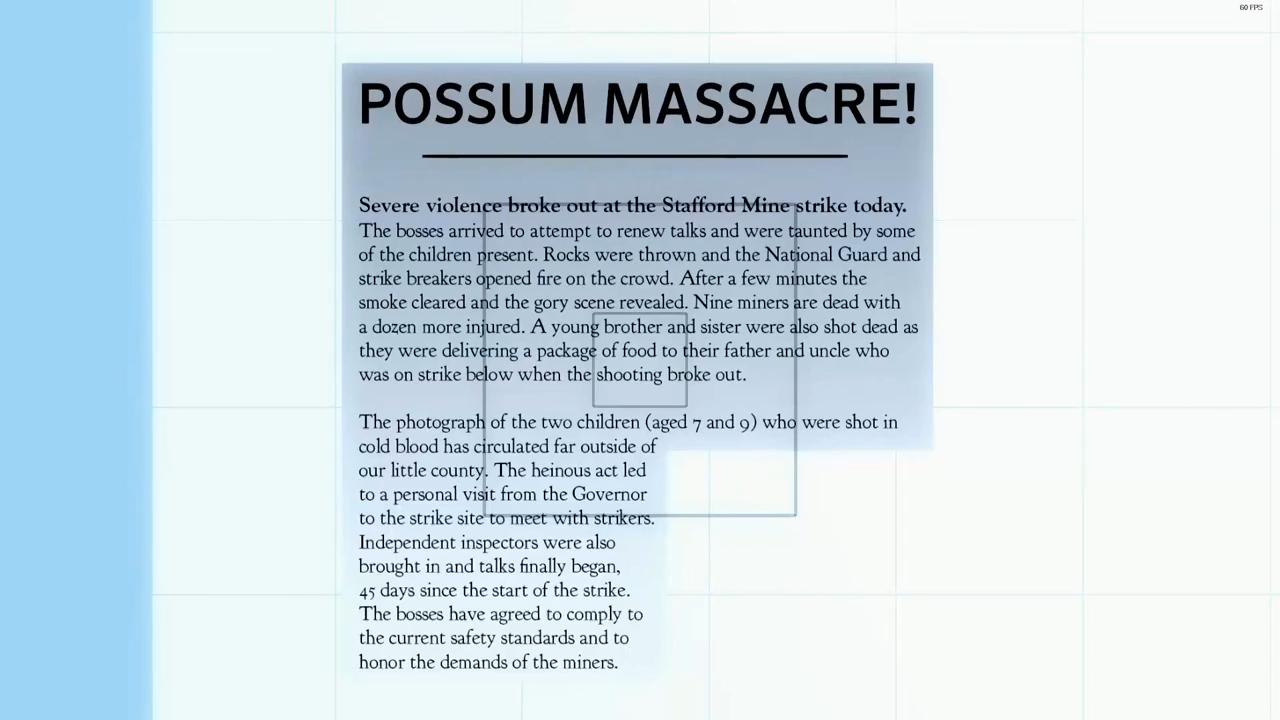 60 FPS
POSSUM MASSACRE!
Severe violence broke out at the Stafford Mine strike today.
The bosses arrived to attempt to renew talks and were taunted by some
of the children present. Rocks were thrown and the National Guard and
strike breakers opened fire on the crowd. After a few minutes the
smoke cleared and the gory scene revealed. Nine miners are dead with
a dozen more injured. A young brother and sister were also shot dead as
they were delivering a package of food to their father and uncle who
was on strike below when the shooting broke out.
The photograph of the two children (aged 7 and 9) who were shot in
cold blood has circulated far outside of
our little county. The heinous act led
to a personal visit from the Governor
to the strike site to meet with strikers.
Independent inspectors were also
brought in and talks finally began,
45 days since the start of the strike.
The bosses have agreed to comply to
the current safety standards and to
honor the demands of the miners.